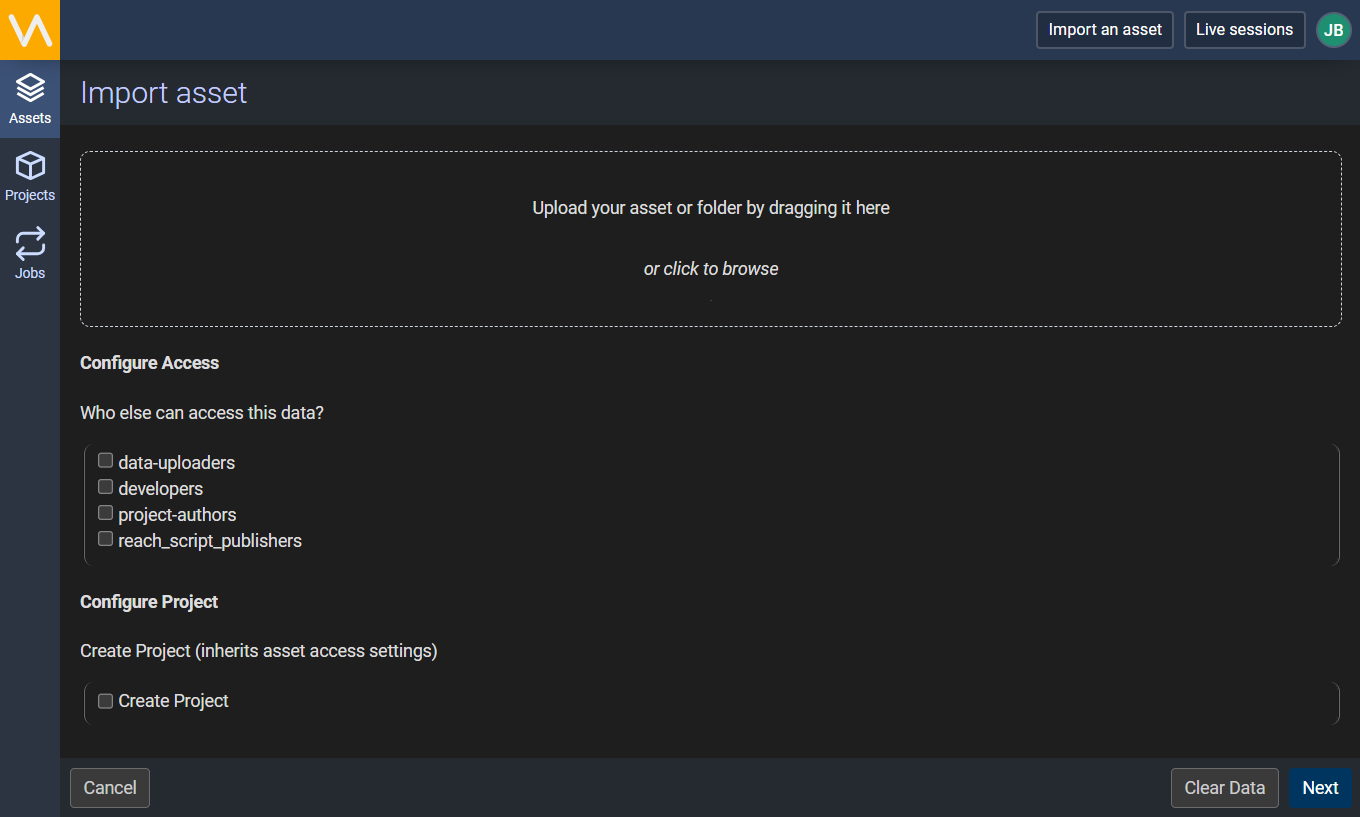 Import an asset
Live sessions
JB
Assets
Projects
Jobs
Import asset
Upload your asset or folder by dragging it here
or click to browse
Configure Access
Who else can access this data?
data-uploaders
developers
project-authors
reach_script_publishers
Configure Project
Create Project (inherits asset access settings)
Create Project
Cancel
Clear Data
Next